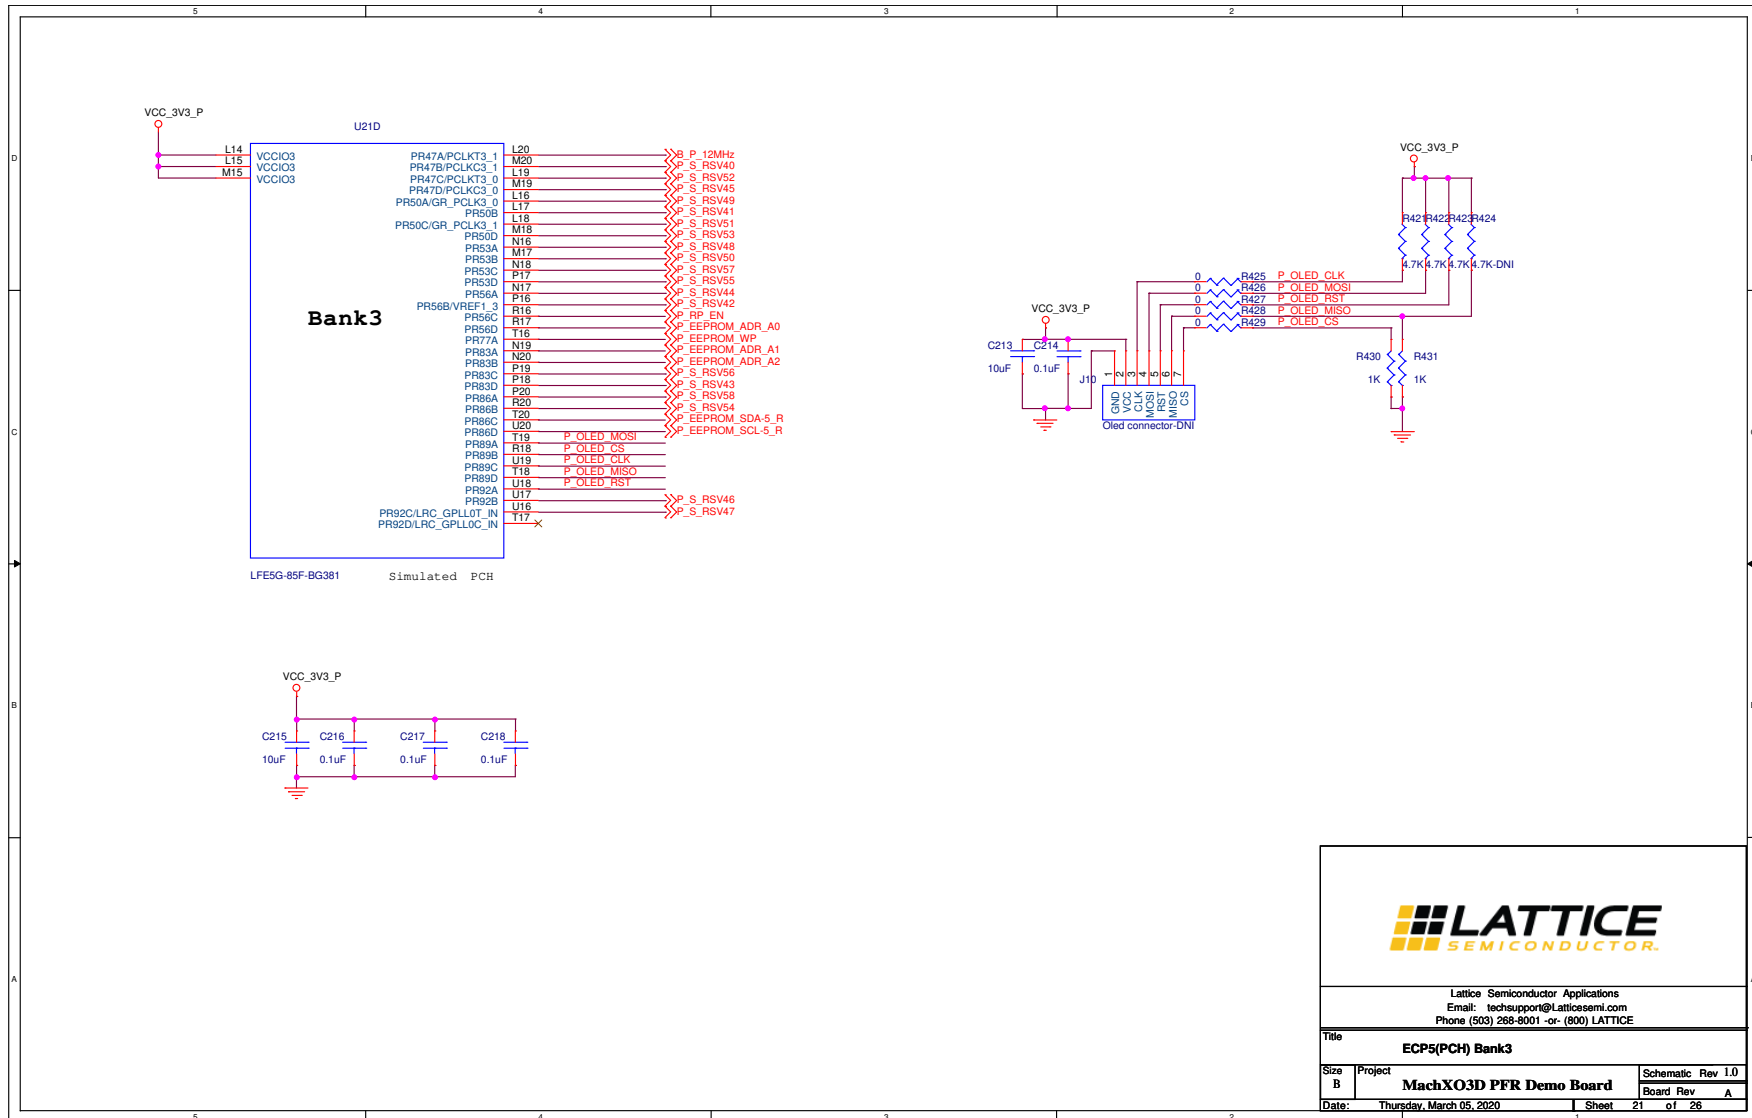 5 4 3 2 1
D
C
B
A
VCC_3V3_P
U21D
L14 VCCIO3
L15 VCCIO3
M15 VCCIO3
Bank3
PR47A/PCLKT3_1 L20 B_P_12MHz
PR47B/PCLKC3_1 M20 P_S_RSV40
PR47C/PCLKT3_0 L19 P_S_RSV52
PR47D/PCLKC3_0 M19 P_S_RSV45
PR50A/GR_PCLK3_0 L16 P_S_RSV49
PR50B L17 P_S_RSV41
PR50C/GR_PCLK3_1 L18 P_S_RSV51
PR50D M18 P_S_RSV53
PR53A N16 P_S_RSV48
PR53B M17 P_S_RSV50
PR53C N18 P_S_RSV57
PR53D P17 P_S_RSV55
PR56A N17 P_S_RSV44
PR56B/VREF1_3 P16 P_S_RSV42
PR56C R16 P_RP_EN
PR56D R17 P_EEPROM_ADR_A0
PR77A T16 P_EEPROM_WP
PR83A N19 P_EEPROM_ADR_A1
PR83B N20 P_EEPROM_ADR_A2
PR83C P19 P_S_RSV56
PR83D P18 P_S_RSV43
PR86A P20 P_S_RSV58
PR86B R20 P_S_RSV54
PR86C T20 P_EEPROM_SDA-5_R
PR86D U20 P_EEPROM_SCL-5_R
PR89A T19 P_OLED_MOSI
PR89B R18 P_OLED_CS
PR89C U19 P_OLED_CLK
PR89D T18 P_OLED_MISO
PR92A U18 P_OLED_RST
PR92B U17 P_S_RSV46
PR92C/LRC_GPLL0T_IN U16 P_S_RSV47
PR92D/LRC_GPLL0C_IN T17
LFE5G-85F-BG381 Simulated PCH
VCC_3V3_P
R421 R422 R423 R424
4.7K 4.7K 4.7K 4.7K-DNI
0 R425 P_OLED_CLK
0 R426 P_OLED_MOSI
0 R427 P_OLED_RST
0 R428 P_OLED_MISO
0 R429 P_OLED_CS
VCC_3V3_P
C213 C214
10uF 0.1uF
J10
1 2 3 4 5 6 7
GND VCC CLK MOSI RST MISO CS
Oled connector-DNI
R430 R431
1K 1K
VCC_3V3_P
C215 C216 C217 C218
10uF 0.1uF 0.1uF 0.1uF
LATTICE
SEMICONDUCTOR.
Lattice Semiconductor Applications
Email: techsupport@Latticesemi.com
Phone (503) 268-8001 -or- (800) LATTICE
Title
ECP5(PCH) Bank3
Size Project Schematic Rev 1.0
B MachXO3D PFR Demo Board Board Rev A
Date: Thursday, March 05, 2020 Sheet 21 of 26
5 4 3 2 1